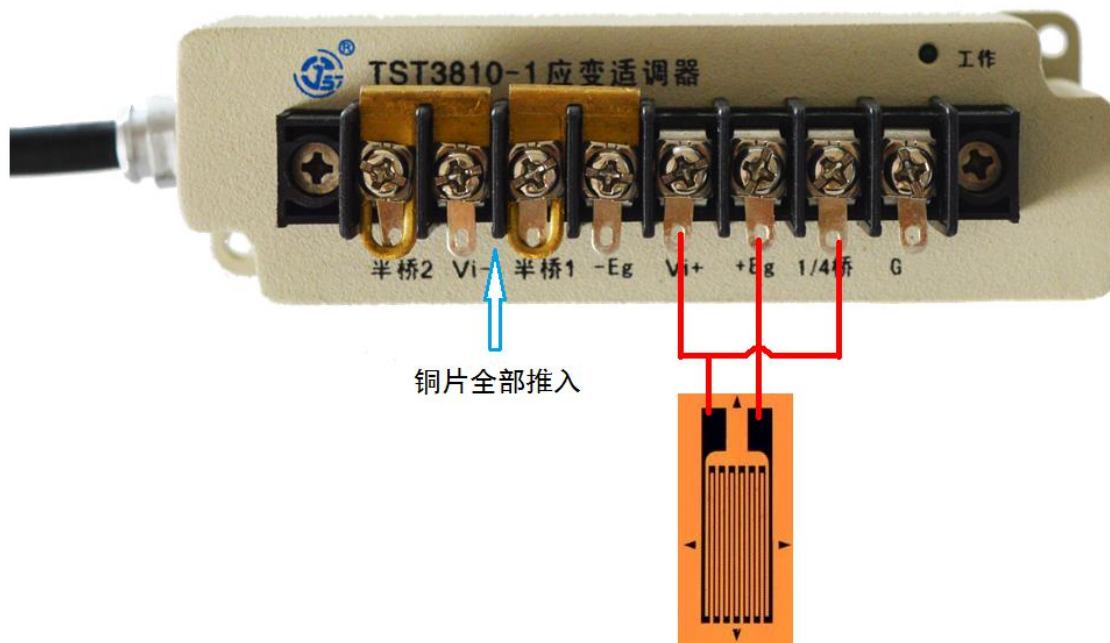 TST ®
TST3810-1应变适调器
工作
半桥2 Vi- 半桥1 -Eg Vi+ +Eg 1/4桥 G
铜片全部推入